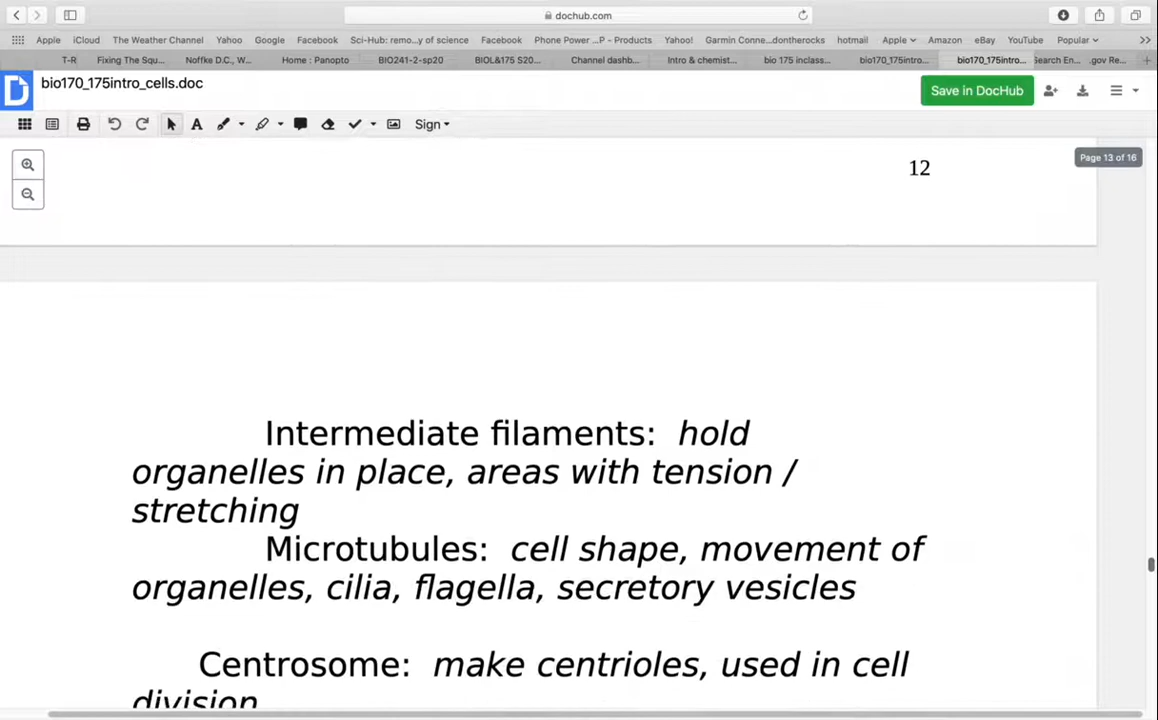 dochub.com
Apple iCloud The Weather Channel Yahoo Google Facebook Sci-Hub: remo...y of science Facebook Phone Power ...P - Products Yahoo! Garmin Conne...dontherocks hotmail Apple Amazon eBay YouTube Popular
T-R Fixing The Squ... Noffke D.C., W... Home : Panopto BIO241-2-sp20 BIOL&175 S20... Channel dashb... Intro & chemist... bio 175 inclass... bio170_175intro... bio170_175intro... Search En... .gov Re...
bio170_175intro_cells.doc
Save in DocHub
A
Sign
Page 13 of 16
12
Intermediate filaments: hold
organelles in place, areas with tension /
stretching
Microtubules: cell shape, movement of
organelles, cilia, flagella, secretory vesicles
Centrosome: make centrioles, used in cell
division